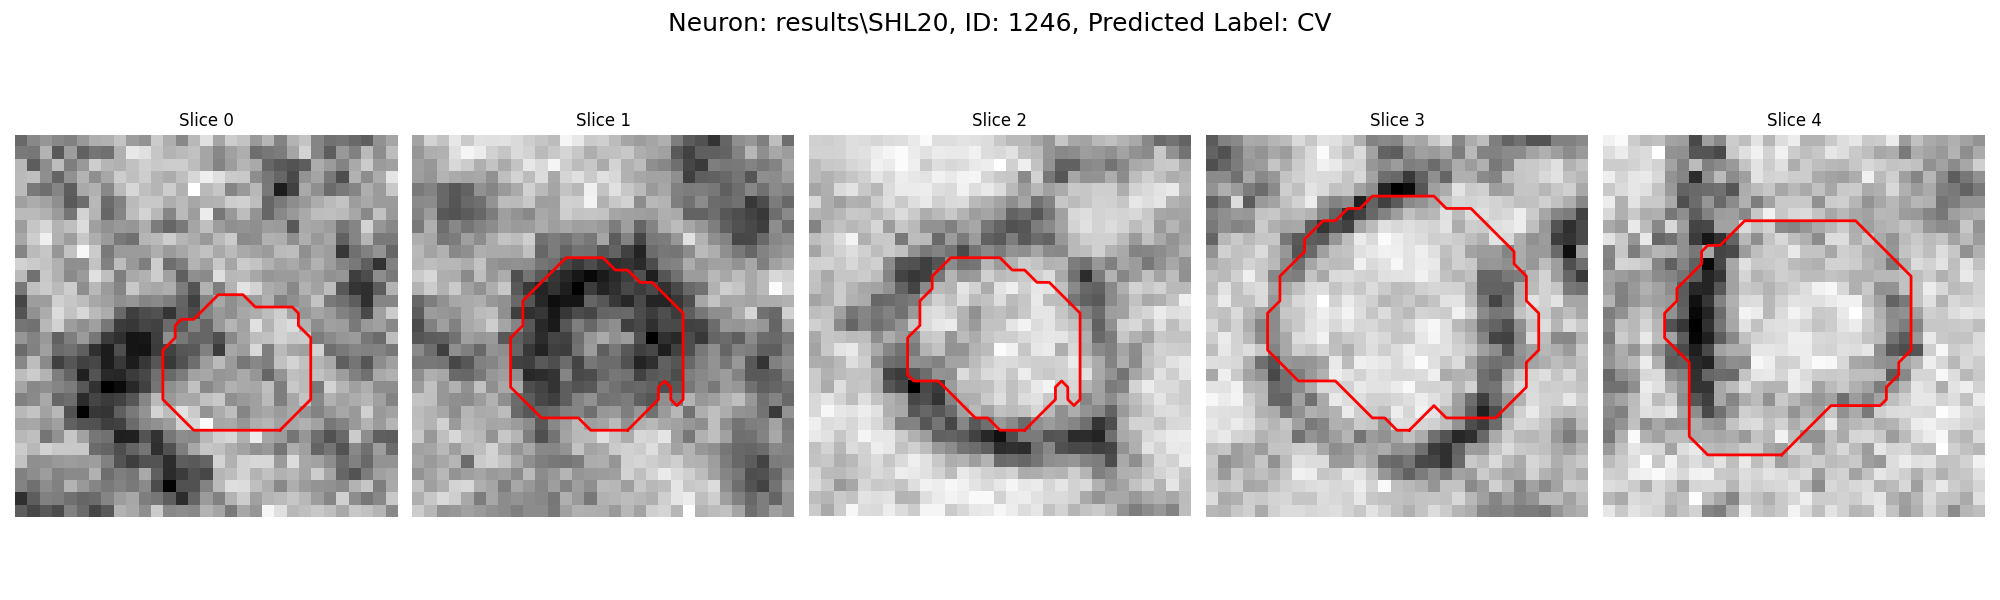 Neuron: results\SHL20, ID: 1246, Predicted Label: CV
Slice 0
Slice 1
Slice 2
Slice 3
Slice 4